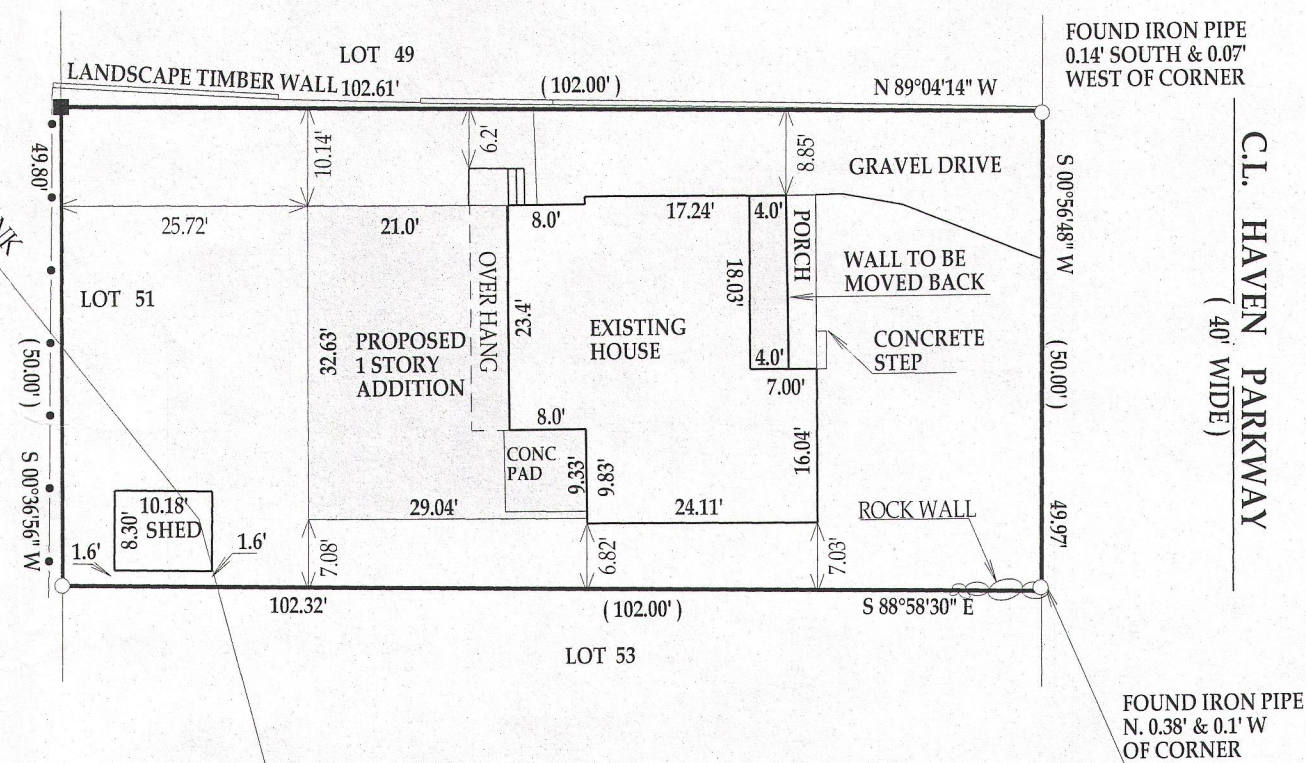 LOT 49
LANDSCAPE TIMBER WALL
102.61'
( 102.00' )
N 89°04'14" W
FOUND IRON PIPE
0.14' SOUTH & 0.07'
WEST OF CORNER
C.L. HAVEN PARKWAY
( 40' WIDE )
49.80'
( 50.00' )
S 00°36'56" W
LOT 51
25.72'
10.14'
21.0'
6.2'
8.0'
17.24'
4.0'
8.85'
GRAVEL DRIVE
S 00°56'48" W
( 50.00' )
49.97'
PORCH
18.03'
WALL TO BE
MOVED BACK
OVER HANG
23.4'
32.63'
PROPOSED
1 STORY
ADDITION
EXISTING
HOUSE
CONCRETE
STEP
4.0'
7.00'
8.0'
CONC
PAD
9.33'
9.83'
19.04'
29.04'
24.11'
ROCK WALL
10.18'
8.30'
SHED
1.6'
1.6'
7.08'
6.82'
7.03'
102.32'
( 102.00' )
S 88°58'30" E
LOT 53
FOUND IRON PIPE
N. 0.38' & 0.1' W
OF CORNER